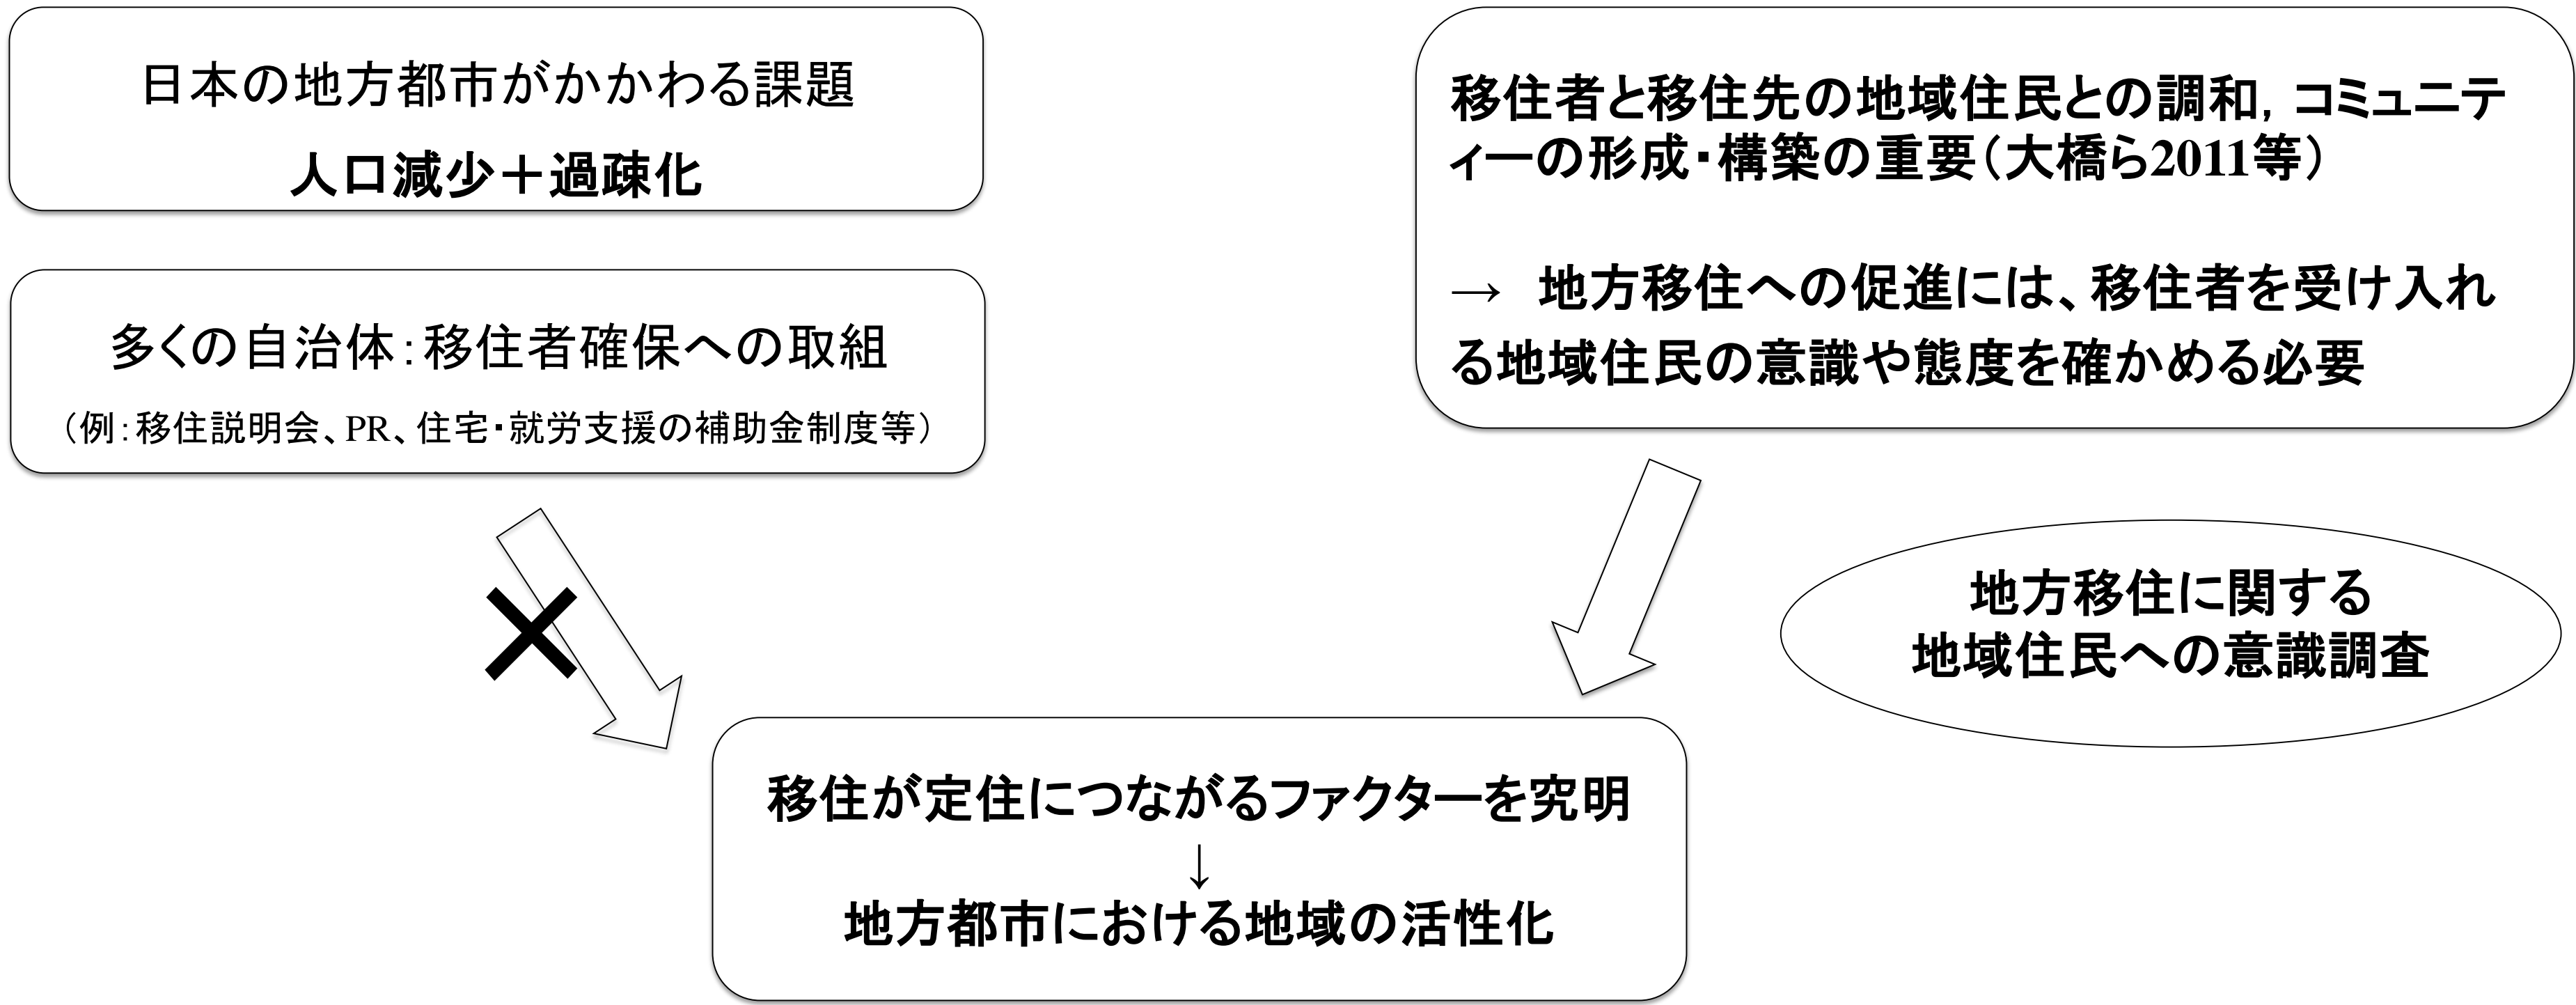 日本の地方都市がかかわる課題
人口減少＋過疎化
多くの自治体：移住者確保への取組
（例：移住説明会、PR、住宅・就労支援の補助金制度等）
移住者と移住先の地域住民との調和，コミュニテ
ィーの形成・構築の重要（大橋ら2011等）
→　地方移住への促進には、移住者を受け入れ
る地域住民の意識や態度を確かめる必要
地方移住に関する
地域住民への意識調査
移住が定住につながるファクターを究明
↓
地方都市における地域の活性化